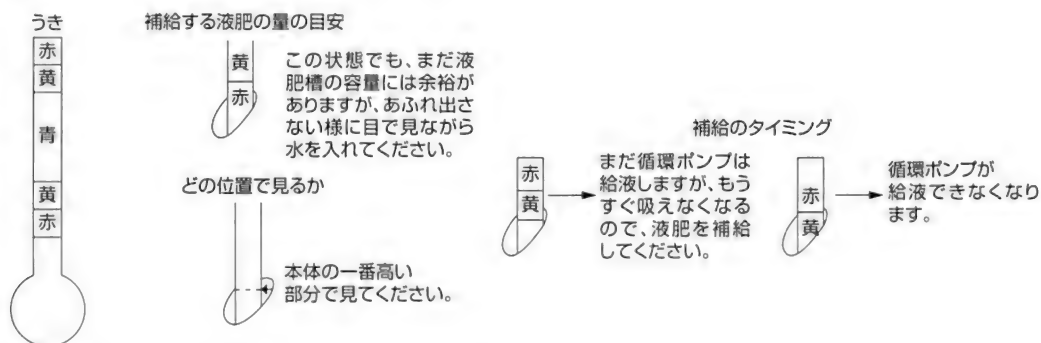 うき
赤
黄
青
黄
赤
補給する液肥の量の目安
黄
赤
この状態でも、まだ液
肥槽の容量には余裕が
ありますが、あふれ出さ
ない様に目で見ながら
水を入れてください。
どの位置で見るか
本体の一番高い
部分で見てください。
補給のタイミング
赤
黄
まだ循環ポンプは
給液しますが、もう
すぐ吸えなくなる
ので、液肥を補給
してください。
赤
黄
循環ポンプが
給液できなくなり
ます。